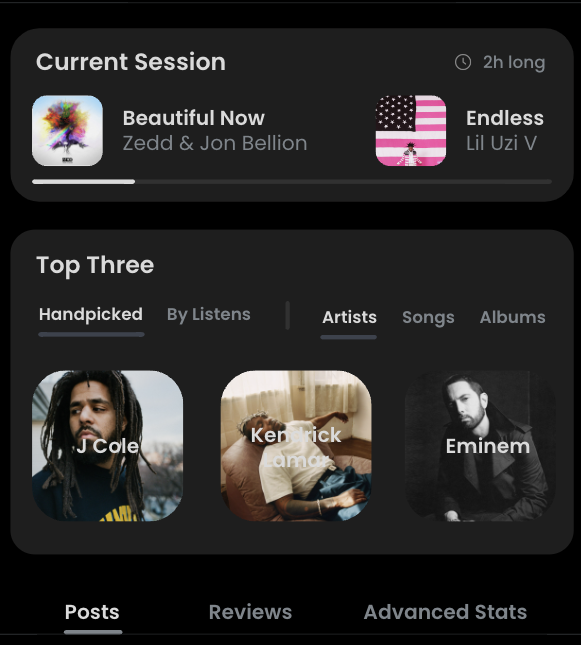 Current Session
2h long
Beautiful Now
Zedd & Jon Bellion
Endless
Lil Uzi V
Top Three
Handpicked
By Listens
Artists
Songs
Albums
J Cole
Kendrick
Lamar
Eminem
Posts
Reviews
Advanced Stats